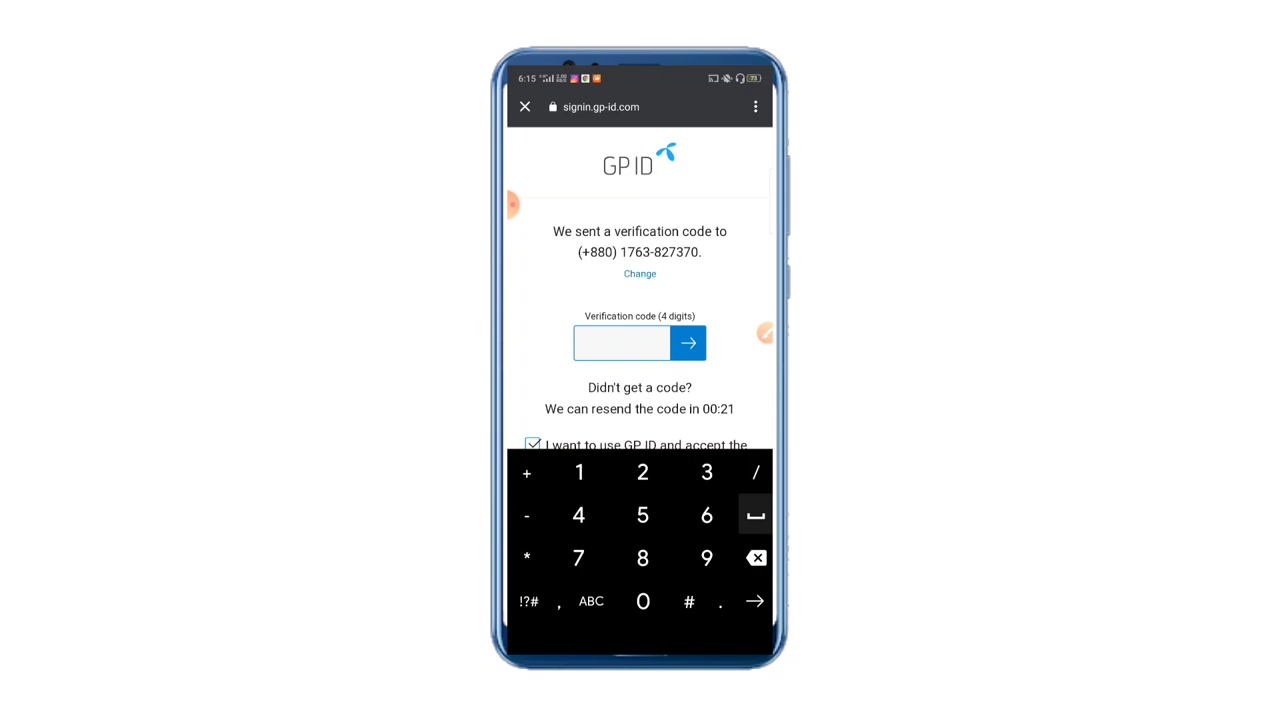 6:15
signin.gp-id.com
GP ID
We sent a verification code to
(+880) 1763-827370.
Change
Verification code (4 digits)
Didn't get a code?
We can resend the code in 00:21
I want to use GP ID and accept the
+ 1 2 3 /
- 4 5 6
* 7 8 9
!?# , ABC 0 # .